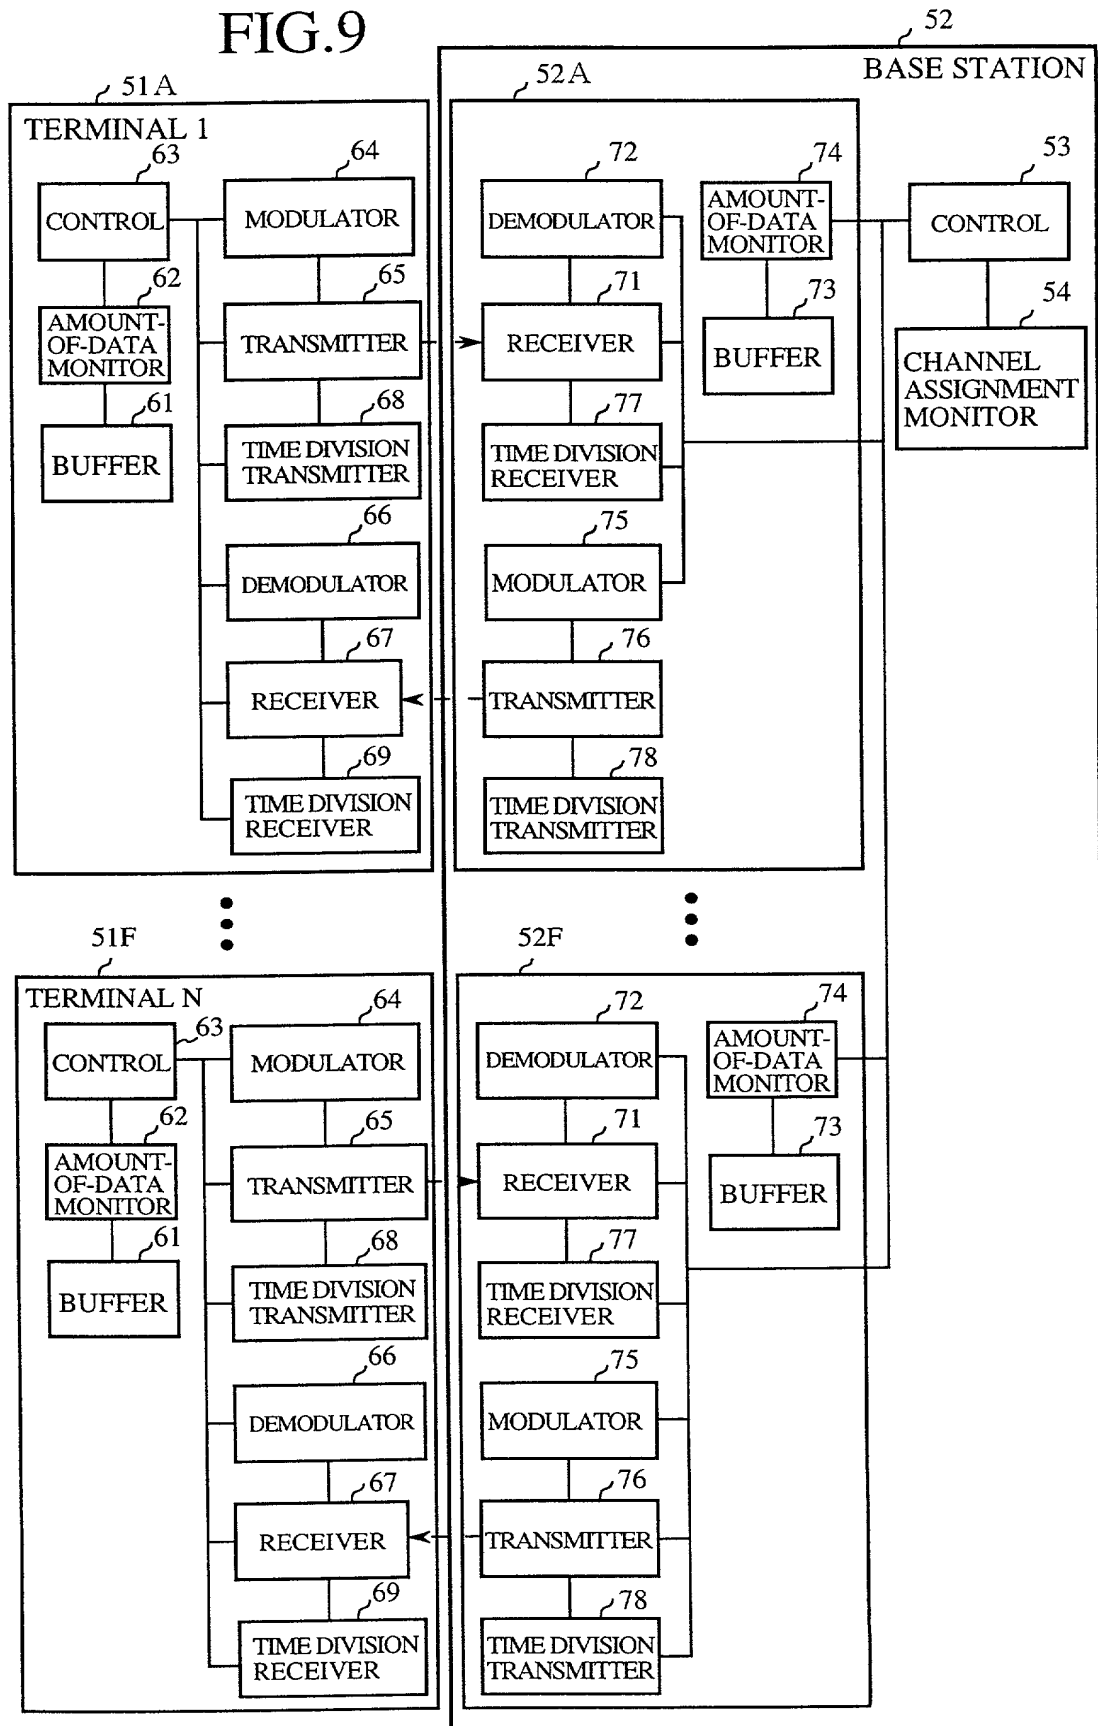 FIG.9
52
BASE STATION
51A
TERMINAL 1
63
CONTROL
62
AMOUNT-
OF-DATA
MONITOR
61
BUFFER
64
MODULATOR
65
TRANSMITTER
68
TIME DIVISION
TRANSMITTER
66
DEMODULATOR
67
RECEIVER
69
TIME DIVISION
RECEIVER
52A
72
DEMODULATOR
71
RECEIVER
77
TIME DIVISION
RECEIVER
75
MODULATOR
76
TRANSMITTER
78
TIME DIVISION
TRANSMITTER
74
AMOUNT-
OF-DATA
MONITOR
73
BUFFER
53
CONTROL
54
CHANNEL
ASSIGNMENT
MONITOR
51F
TERMINAL N
63
CONTROL
62
AMOUNT-
OF-DATA
MONITOR
61
BUFFER
64
MODULATOR
65
TRANSMITTER
68
TIME DIVISION
TRANSMITTER
66
DEMODULATOR
67
RECEIVER
69
TIME DIVISION
RECEIVER
52F
72
DEMODULATOR
71
RECEIVER
77
TIME DIVISION
RECEIVER
75
MODULATOR
76
TRANSMITTER
78
TIME DIVISION
TRANSMITTER
74
AMOUNT-
OF-DATA
MONITOR
73
BUFFER